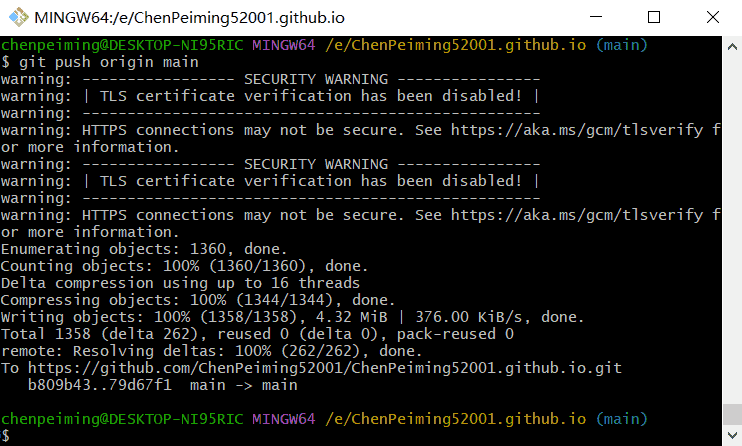 MINGW64:/e/ChenPeiming52001.github.io
chenpeiming@DESKTOP-NI95RIC MINGW64 /e/ChenPeiming52001.github.io (main)
$ git push origin main
warning: ----------------- SECURITY WARNING ----------------
warning: | TLS certificate verification has been disabled! |
warning: ---------------------------------------------------
warning: HTTPS connections may not be secure. See https://aka.ms/gcm/tlsverify f
or more information.
warning: ----------------- SECURITY WARNING ----------------
warning: | TLS certificate verification has been disabled! |
warning: ---------------------------------------------------
warning: HTTPS connections may not be secure. See https://aka.ms/gcm/tlsverify f
or more information.
Enumerating objects: 1360, done.
Counting objects: 100% (1360/1360), done.
Delta compression using up to 16 threads
Compressing objects: 100% (1344/1344), done.
Writing objects: 100% (1358/1358), 4.32 MiB | 376.00 KiB/s, done.
Total 1358 (delta 262), reused 0 (delta 0), pack-reused 0
remote: Resolving deltas: 100% (262/262), done.
To https://github.com/ChenPeiming52001/ChenPeiming52001.github.io.git
   b809b43..79d67f1  main -> main
chenpeiming@DESKTOP-NI95RIC MINGW64 /e/ChenPeiming52001.github.io (main)
$